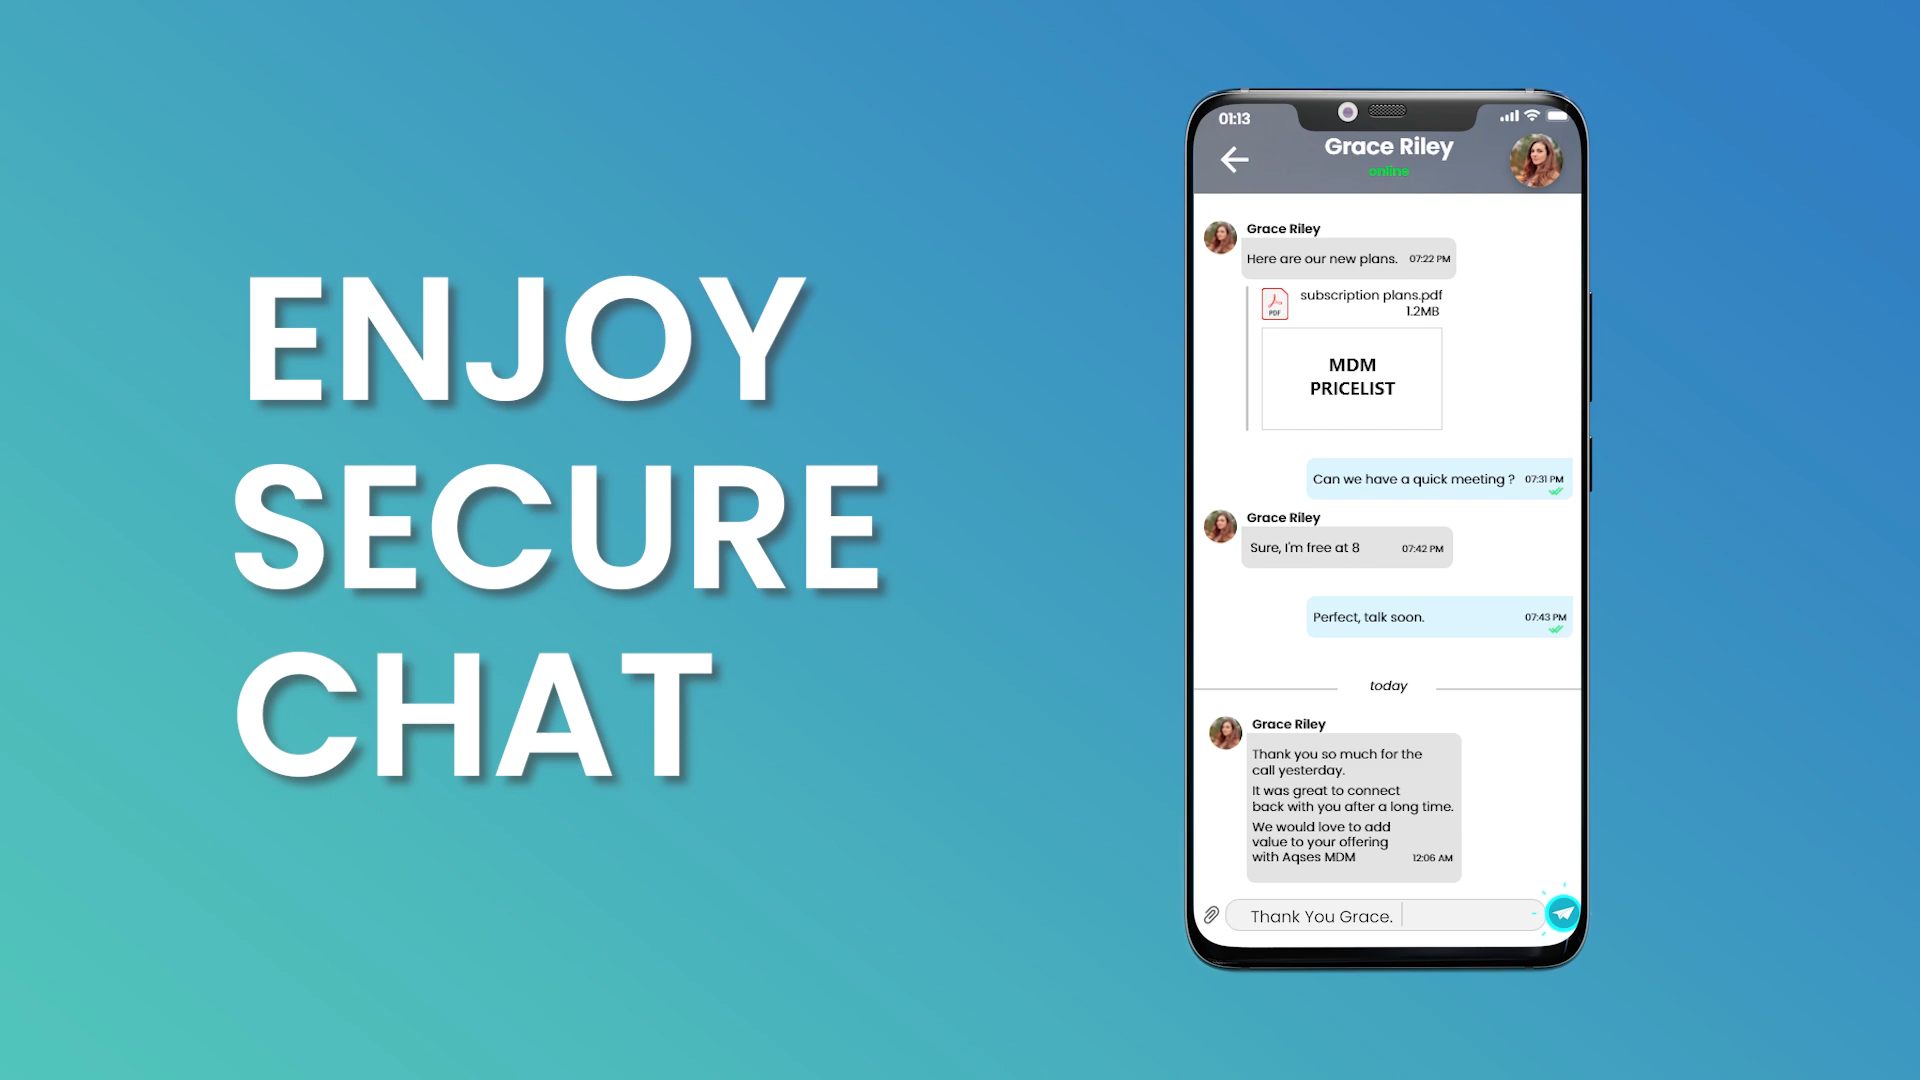 ENJOY
SECURE
CHAT
01:13
Grace Riley
online
Grace Riley
Here are our new plans. 07:22 PM
PDF
subscription plans.pdf
1.2MB
MDM
PRICELIST
Can we have a quick meeting ? 07:31 PM
Grace Riley
Sure, I'm free at 8 07:42 PM
Perfect, talk soon. 07:43 PM
today
Grace Riley
Thank you so much for the
call yesterday.
It was great to connect
back with you after a long time.
We would love to add
value to your offering
with Aqses MDM 12:06 AM
Thank You Grace.